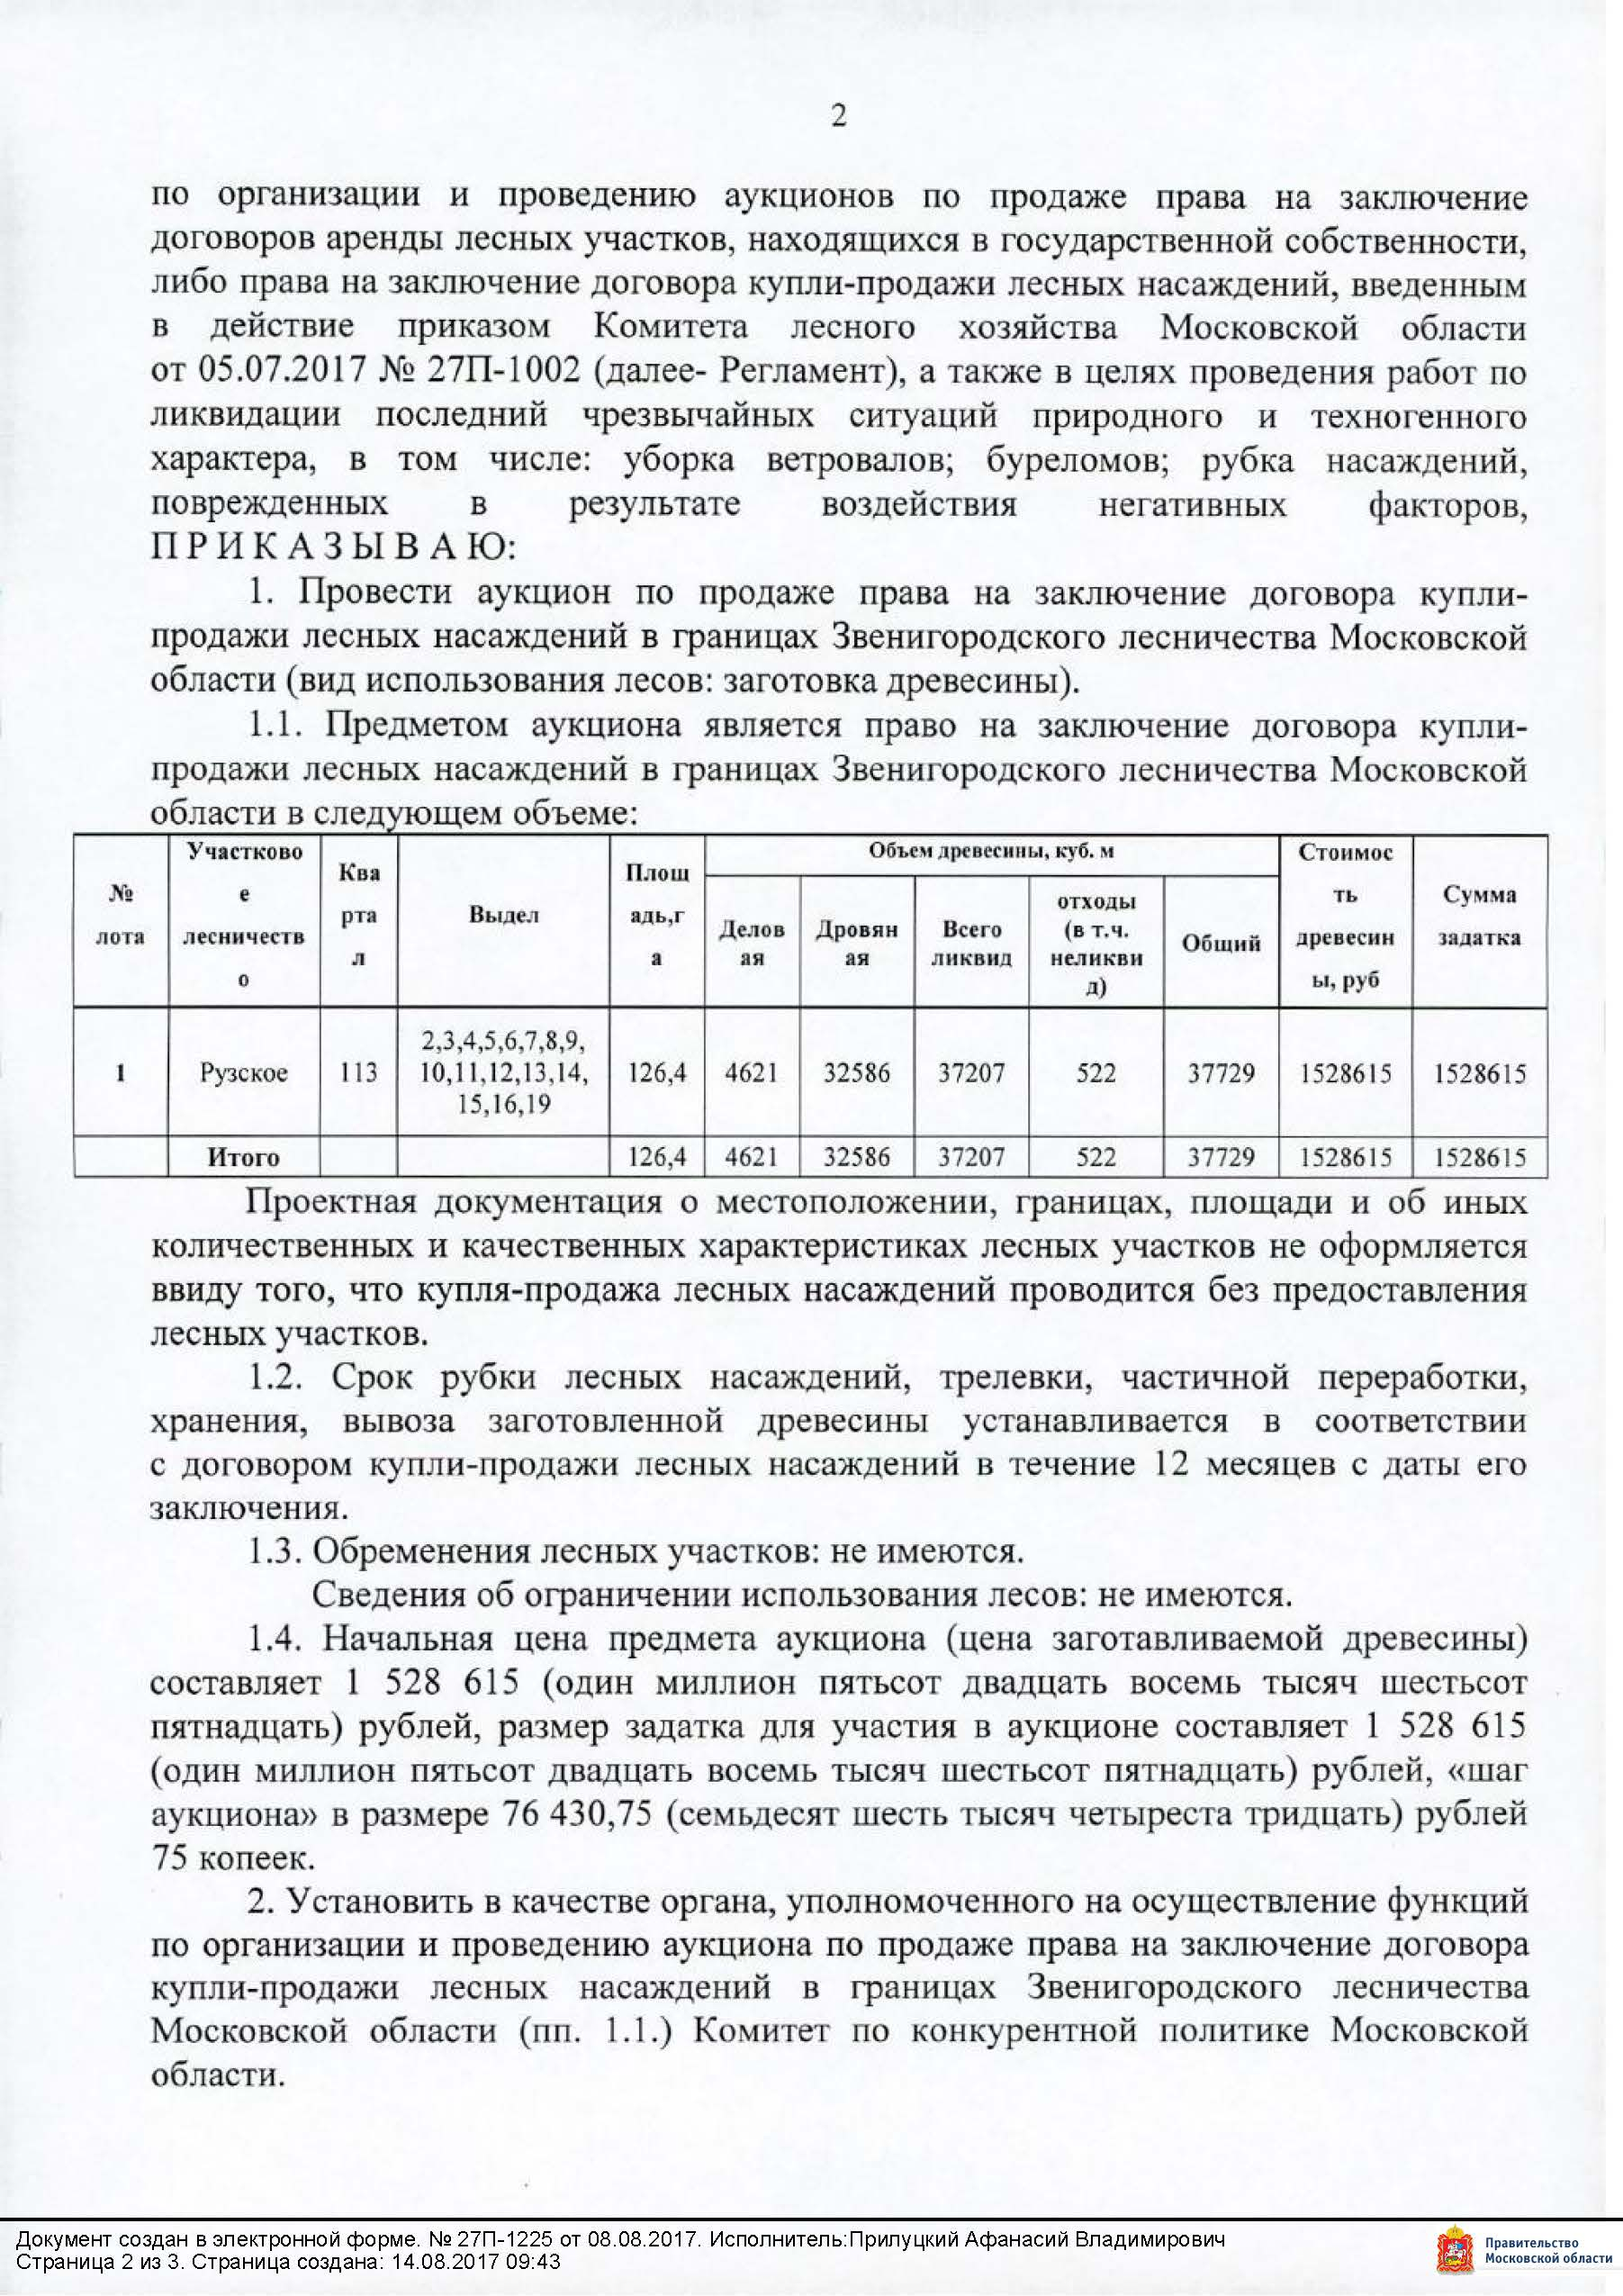 2
по организации и проведению аукционов по продаже права на заключение
договоров аренды лесных участков, находящихся в государственной собственности,
либо права на заключение договора купли-продажи лесных насаждений, введенным
в действие приказом Комитета лесного хозяйства Московской области
от 05.07.2017 № 27П-1002 (далее- Регламент), а также в целях проведения работ по
ликвидации последний чрезвычайных ситуаций природного и техногенного
характера, в том числе: уборка ветровалов; буреломов; рубка насаждений,
поврежденных в результате воздействия негативных факторов,
П Р И К А З Ы В А Ю:
1. Провести аукцион по продаже права на заключение договора купли-
продажи лесных насаждений в границах Звенигородского лесничества Московской
области (вид использования лесов: заготовка древесины).
1.1. Предметом аукциона является право на заключение договора купли-
продажи лесных насаждений в границах Звенигородского лесничества Московской
области в следующем объеме:
№ лота | Участковое лесничество | Квартал | Выдел | Площадь,га | Объем древесины, куб. м | Стоимость древесины, руб | Сумма задатка
Деловая | Дровяная | Всего ликвид | отходы (в т.ч. неликвид) | Общий
1 | Рузское | 113 | 2,3,4,5,6,7,8,9, 10,11,12,13,14, 15,16,19 | 126,4 | 4621 | 32586 | 37207 | 522 | 37729 | 1528615 | 1528615
Итого | 126,4 | 4621 | 32586 | 37207 | 522 | 37729 | 1528615 | 1528615
Проектная документация о местоположении, границах, площади и об иных
количественных и качественных характеристиках лесных участков не оформляется
ввиду того, что купля-продажа лесных насаждений проводится без предоставления
лесных участков.
1.2. Срок рубки лесных насаждений, трелевки, частичной переработки,
хранения, вывоза заготовленной древесины устанавливается в соответствии
с договором купли-продажи лесных насаждений в течение 12 месяцев с даты его
заключения.
1.3. Обременения лесных участков: не имеются.
Сведения об ограничении использования лесов: не имеются.
1.4. Начальная цена предмета аукциона (цена заготавливаемой древесины)
составляет 1 528 615 (один миллион пятьсот двадцать восемь тысяч шестьсот
пятнадцать) рублей, размер задатка для участия в аукционе составляет 1 528 615
(один миллион пятьсот двадцать восемь тысяч шестьсот пятнадцать) рублей, «шаг
аукциона» в размере 76 430,75 (семьдесят шесть тысяч четыреста тридцать) рублей
75 копеек.
2. Установить в качестве органа, уполномоченного на осуществление функций
по организации и проведению аукциона по продаже права на заключение договора
купли-продажи лесных насаждений в границах Звенигородского лесничества
Московской области (пп. 1.1.) Комитет по конкурентной политике Московской
области.
Документ создан в электронной форме. № 27П-1225 от 08.08.2017. Исполнитель:Прилуцкий Афанасий Владимирович
Страница 2 из 3. Страница создана: 14.08.2017 09:43
Правительство
Московской области